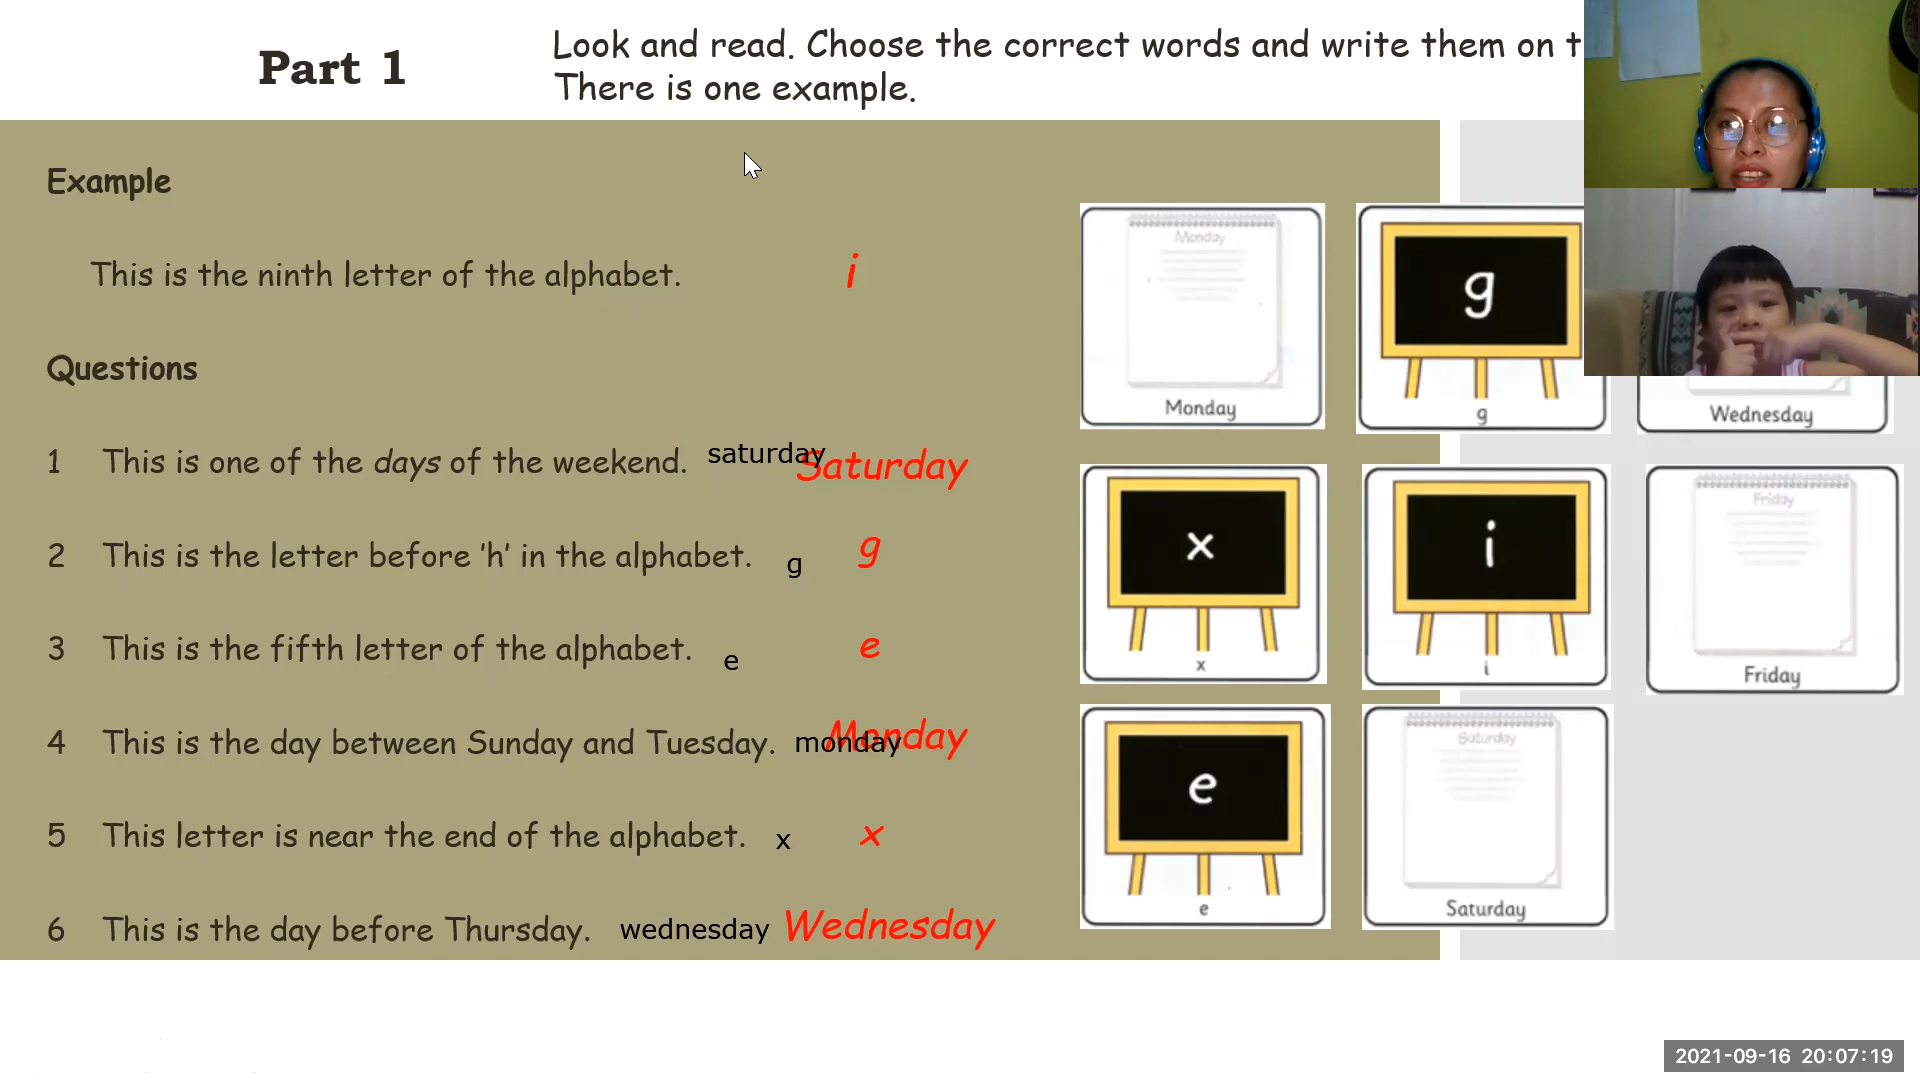 Part 1
Look and read. Choose the correct words and write them on
There is one example.
Example
This is the ninth letter of the alphabet. i
Questions
1 This is one of the days of the weekend. saturday Saturday
2 This is the letter before 'h' in the alphabet. g g
3 This is the fifth letter of the alphabet. e e
4 This is the day between Sunday and Tuesday. monday Monday
5 This letter is near the end of the alphabet. x x
6 This is the day before Thursday. wednesday Wednesday
Monday
Monday
g
g
Wednesday
x
x
i
i
Friday
Friday
e
e
Saturday
Saturday
2021-09-16 20:07:19